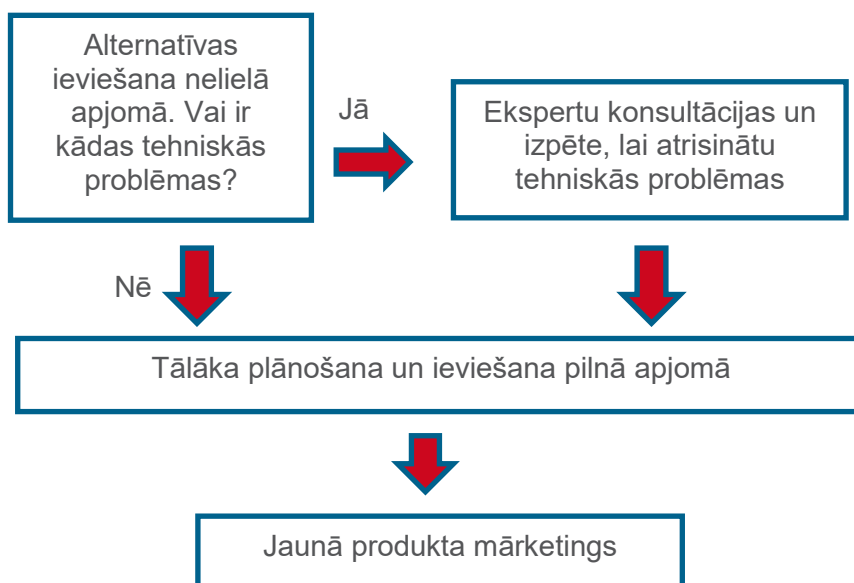 Alternatīvas
ieviešana nelielā
apjomā. Vai ir
kādas tehniskās
problēmas?
Jā
Ekspertu konsultācijas un
izpēte, lai atrisinātu
tehniskās problēmas
Nē
Tālāka plānošana un ieviešana pilnā apjomā
Jaunā produkta mārketings